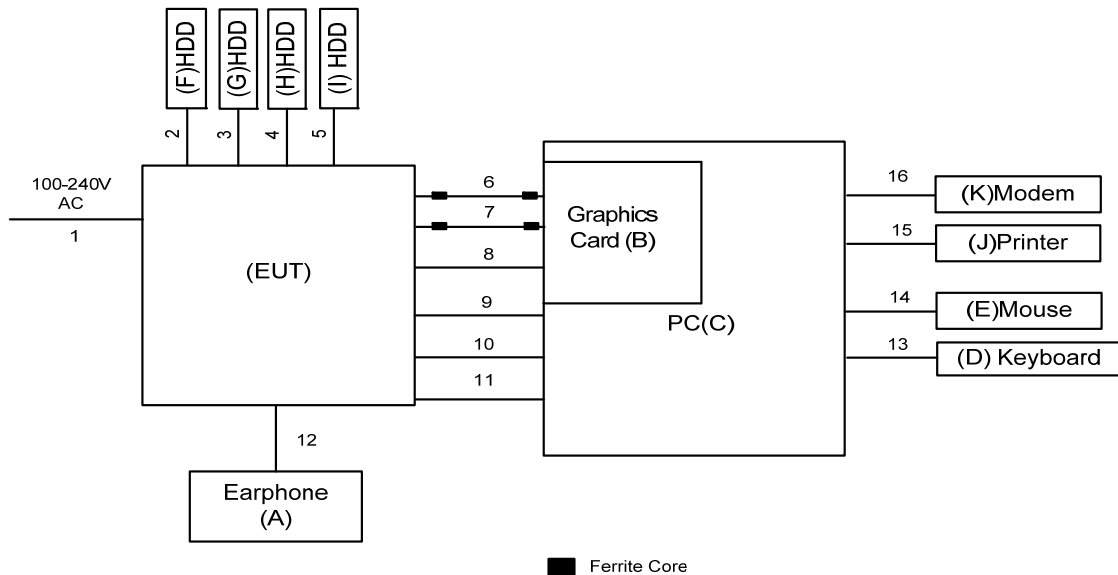 (F)HDD
(G)HDD
(H)HDD
(I) HDD
2
3
4
5
100-240V
AC
1
(EUT)
6
7
8
9
10
11
Graphics
Card (B)
PC(C)
16
(K)Modem
15
(J)Printer
14
(E)Mouse
13
(D) Keyboard
12
Earphone
(A)
Ferrite Core